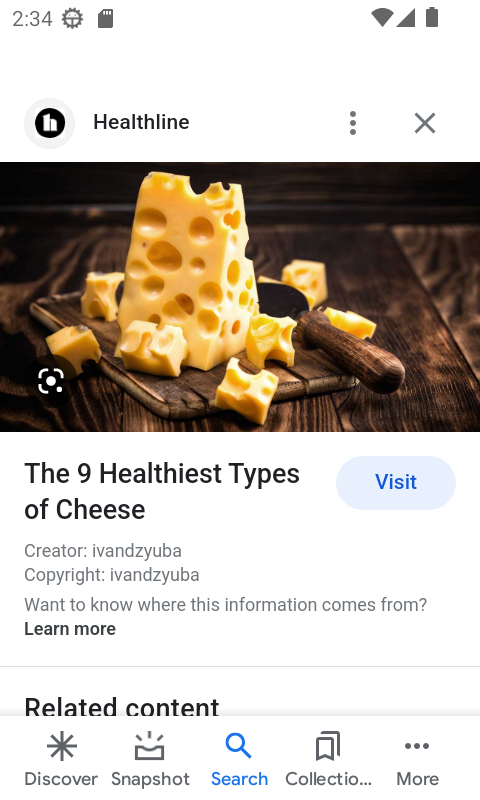 2:34
Healthline
The 9 Healthiest Types
of Cheese
Visit
Creator: ivandzyuba
Copyright: ivandzyuba
Want to know where this information comes from?
Learn more
Related content
Discover
Snapshot
Search
Collectio...
More